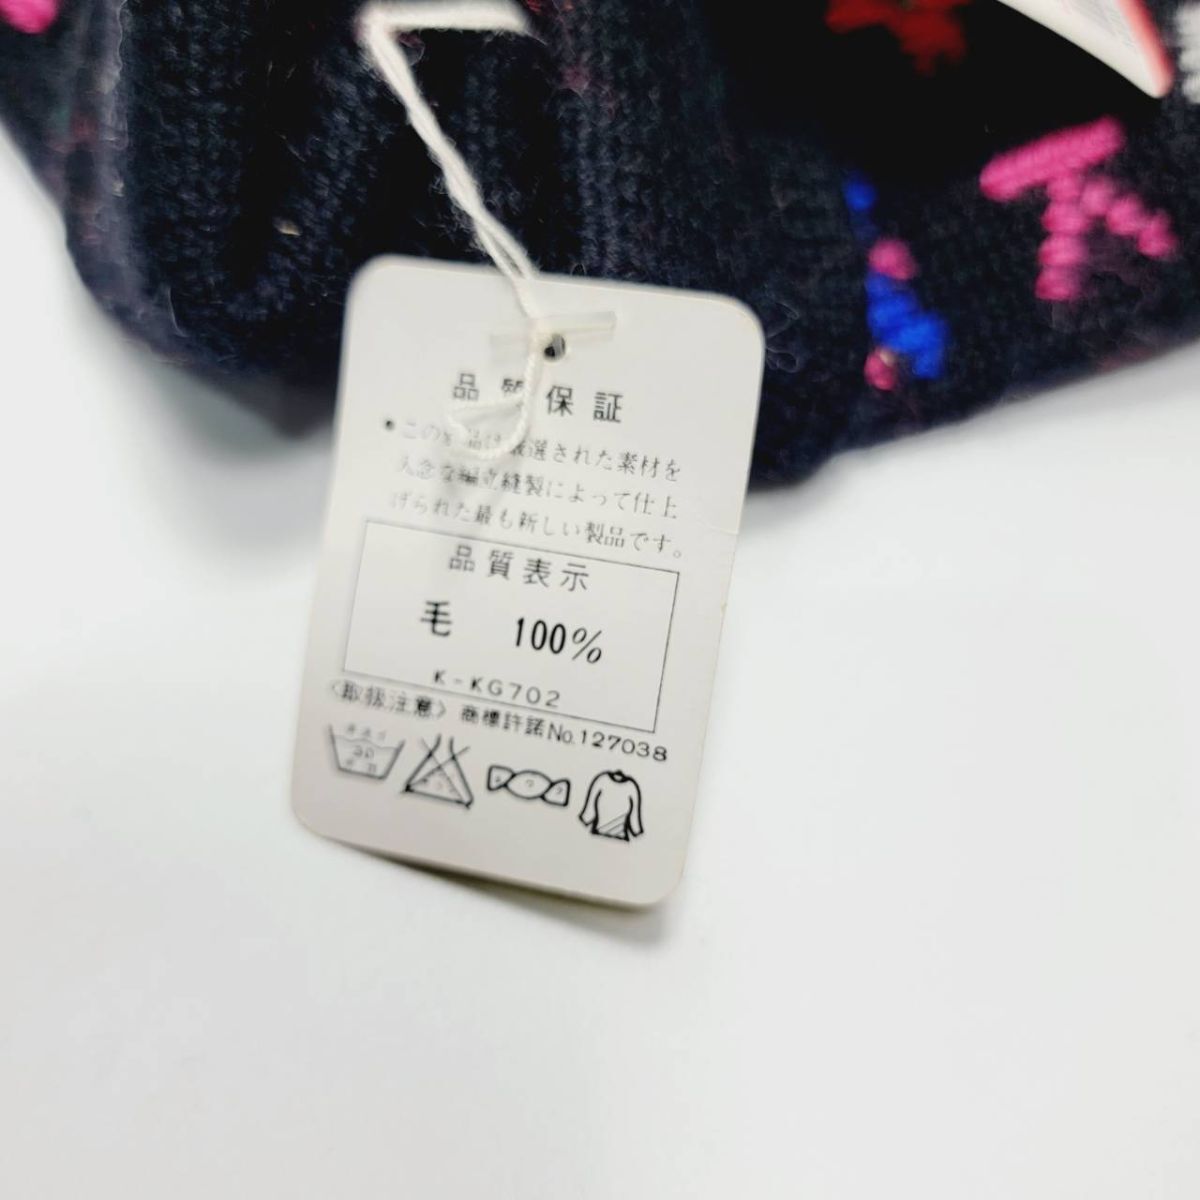 品質保証
•この製品は厳選された素材を
入念な編立縫製によって仕上
げられた最も新しい製品です。
品質表示
毛 100%
K-KG702
〈取扱注意〉 商標許諾No.127038
30